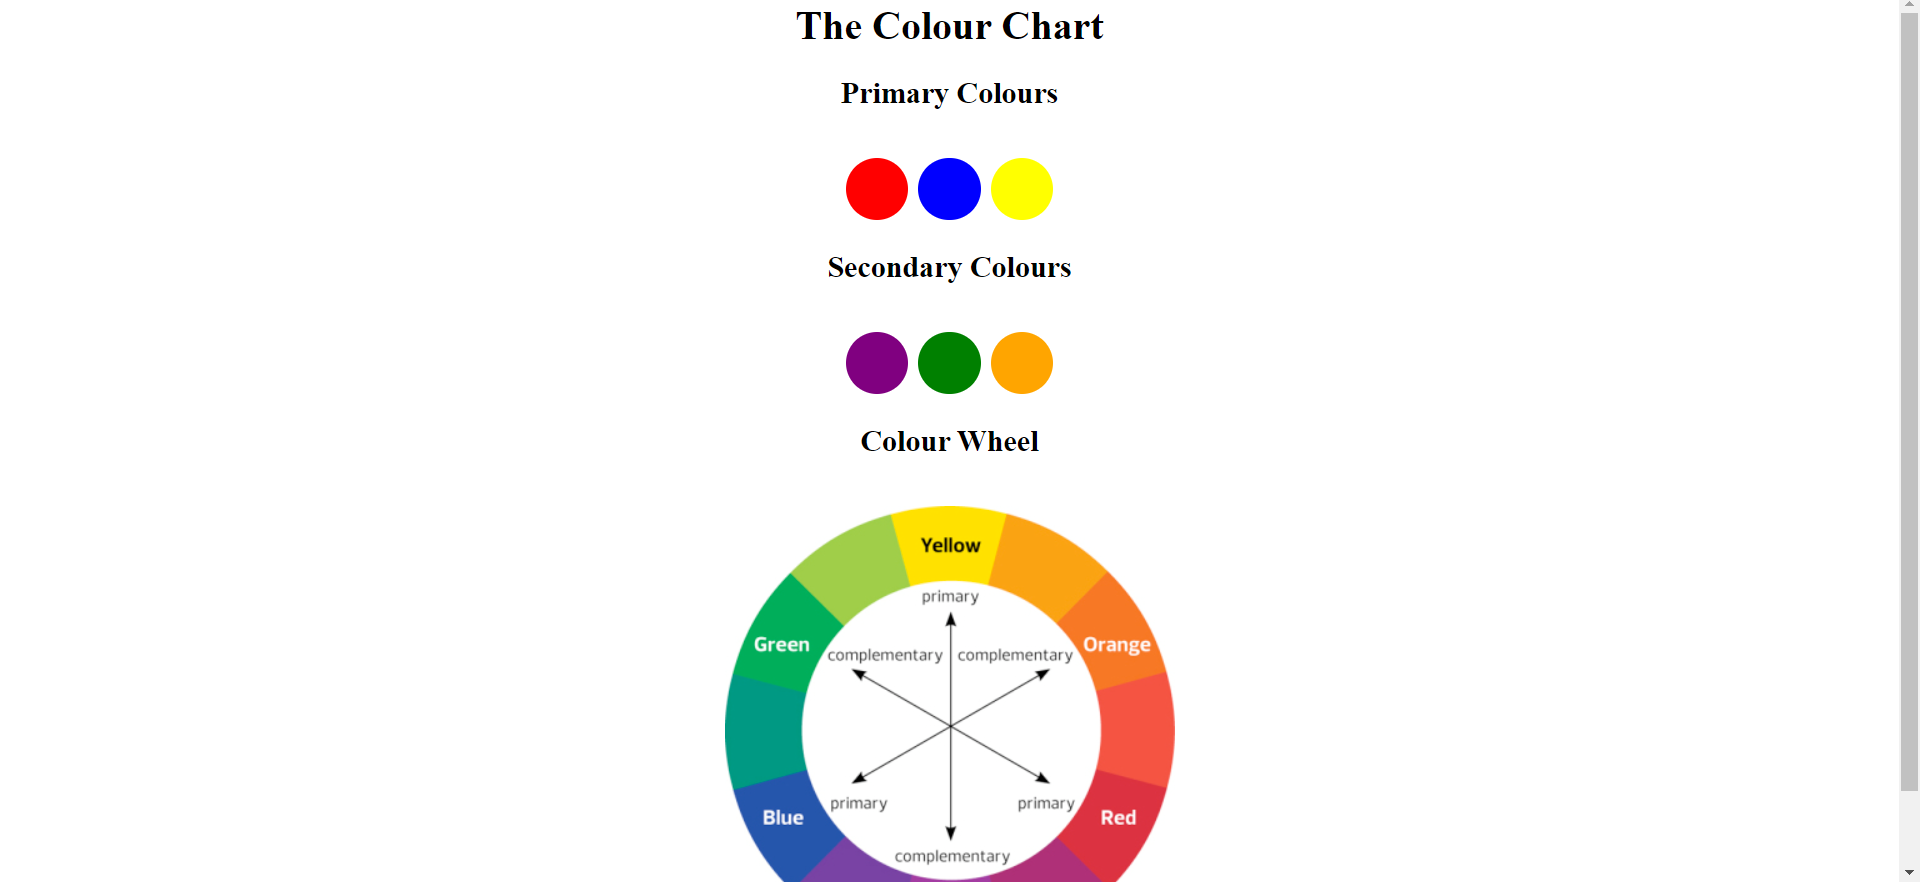 The Colour Chart
Primary Colours
Secondary Colours
Colour Wheel
Yellow
primary
Green
complementary
complementary
Orange
primary
primary
Blue
Red
complementary